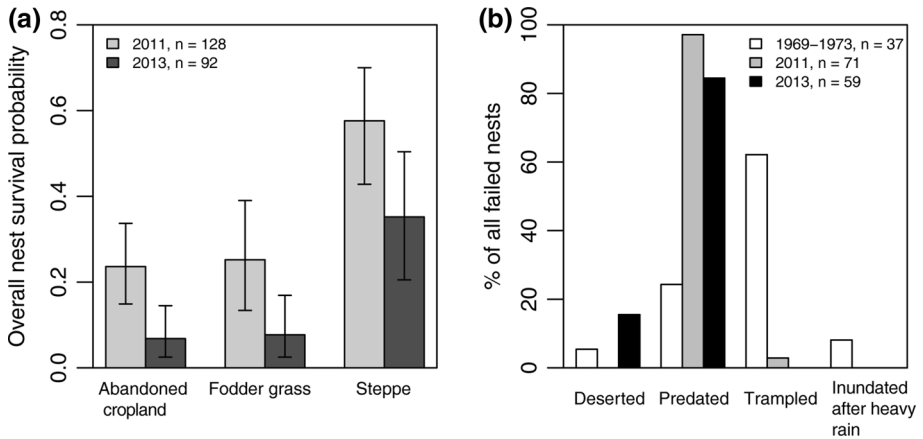 (a)
Overall nest survival probability
0.8
0.6
0.4
0.2
0.0
2011, n = 128
2013, n = 92
Abandoned
cropland
Fodder grass
Steppe
(b)
% of all failed nests
100
80
60
40
20
0
1969−1973, n = 37
2011, n = 71
2013, n = 59
Deserted
Predated
Trampled
Inundated
after heavy
rain